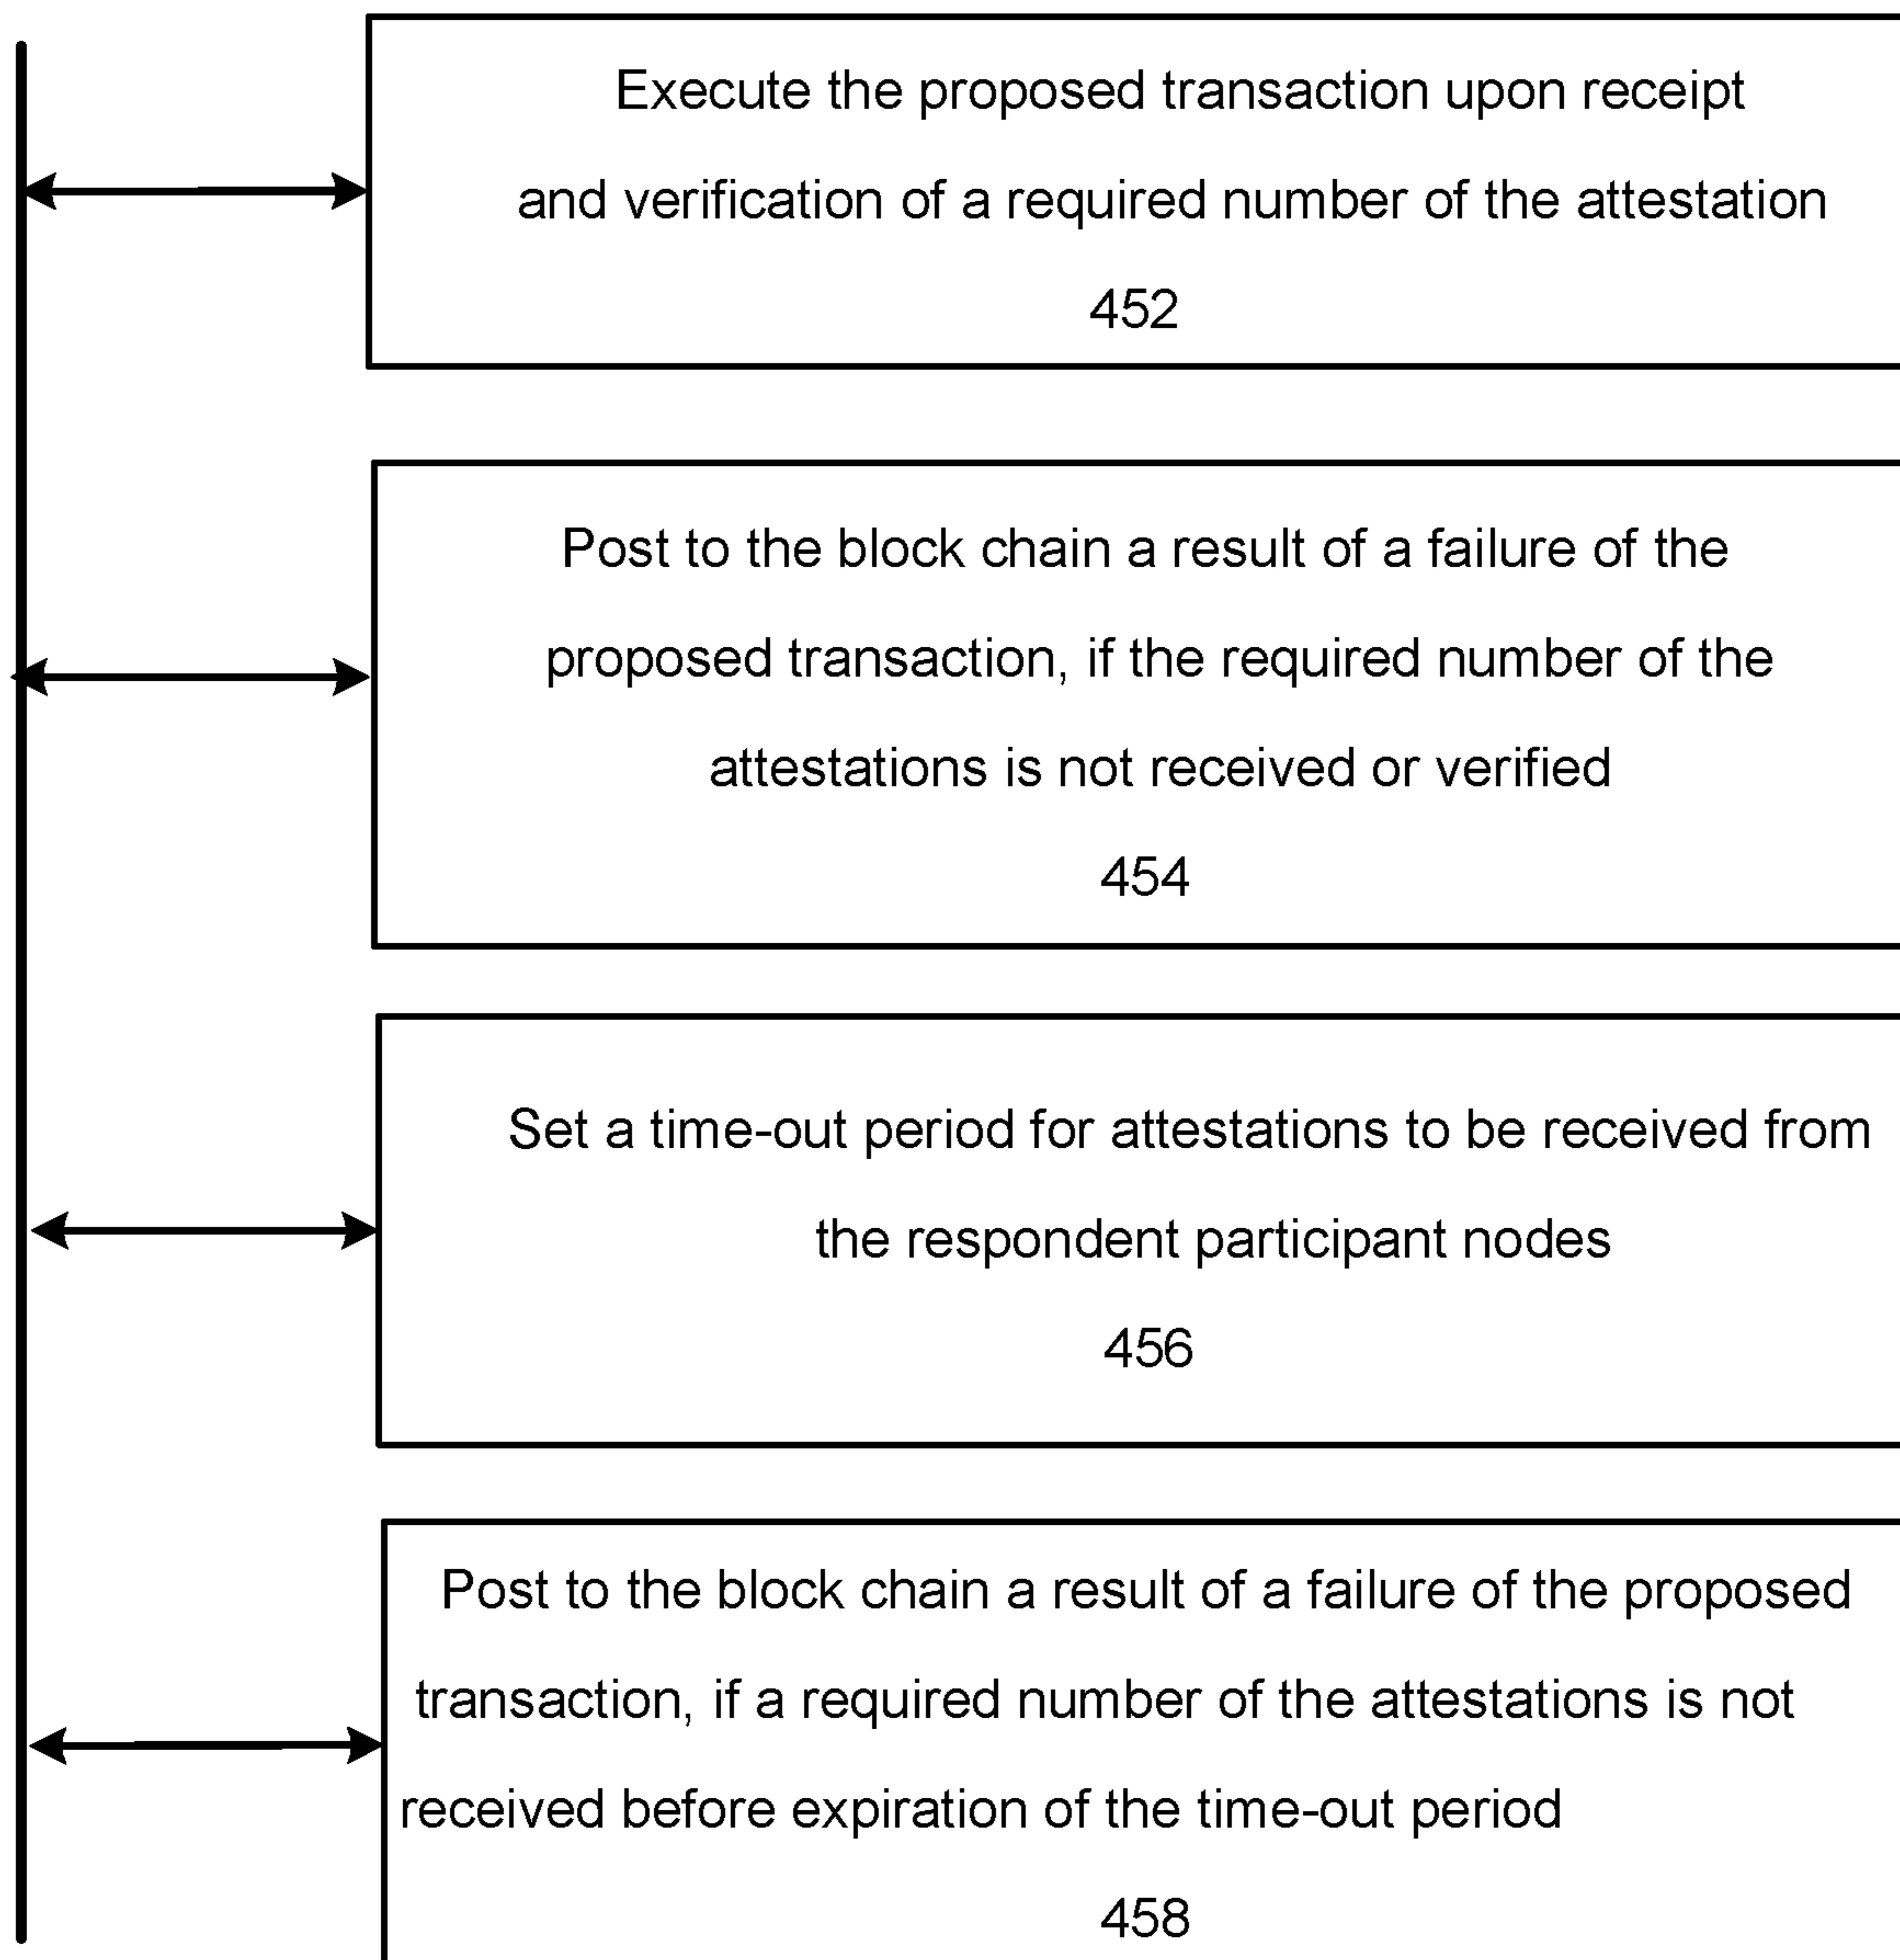 Execute the proposed transaction upon receipt
and verification of a required number of the attestation
452
Post to the block chain a result of a failure of the
proposed transaction, if the required number of the
attestations is not received or verified
454
Set a time-out period for attestations to be received from
the respondent participant nodes
456
Post to the block chain a result of a failure of the proposed
transaction, if a required number of the attestations is not
received before expiration of the time-out period
458